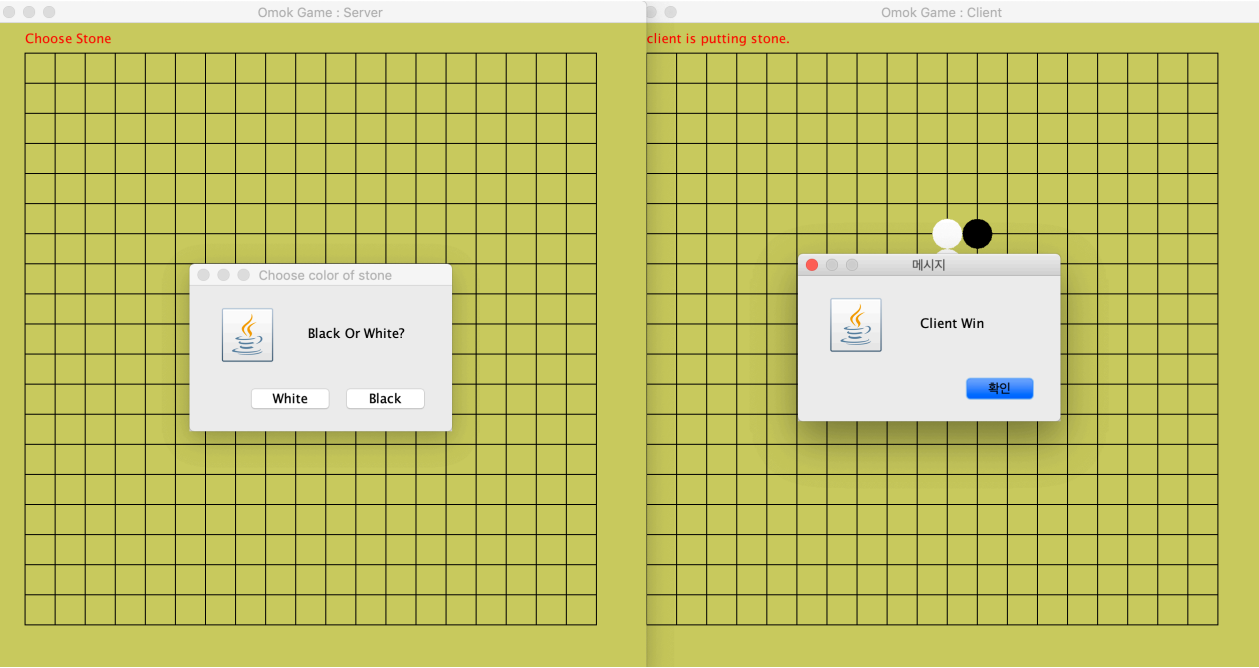 Omok Game : Server
Choose Stone
Choose color of stone
Black Or White?
White
Black
Omok Game : Client
client is putting stone.
메시지
Client Win
확인